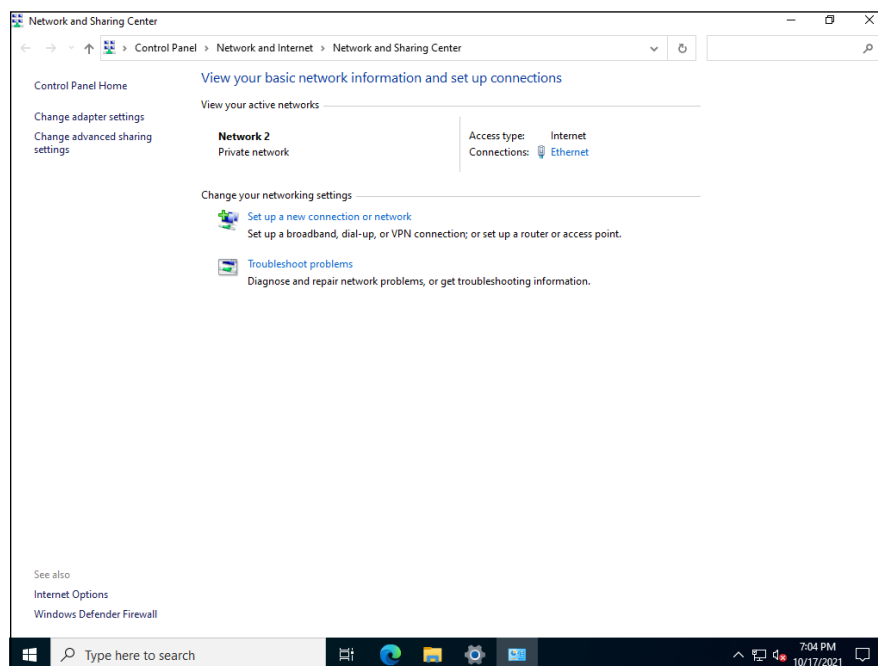 Network and Sharing Center
Control Panel > Network and Internet > Network and Sharing Center
Control Panel Home
Change adapter settings
Change advanced sharing
settings
View your basic network information and set up connections
View your active networks
Network 2
Private network
Access type: Internet
Connections: Ethernet
Change your networking settings
Set up a new connection or network
Set up a broadband, dial-up, or VPN connection; or set up a router or access point.
Troubleshoot problems
Diagnose and repair network problems, or get troubleshooting information.
See also
Internet Options
Windows Defender Firewall
Type here to search
7:04 PM
10/17/2021